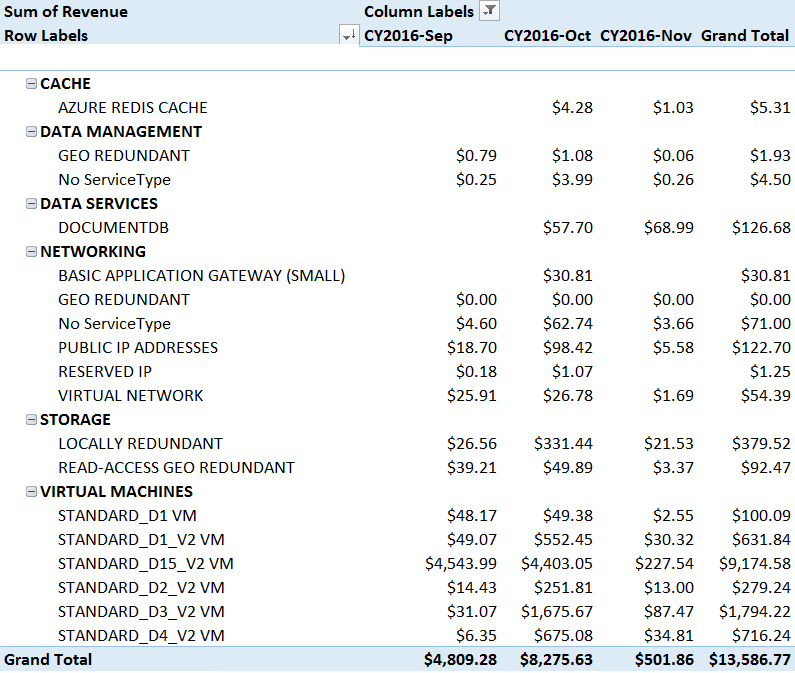 Sum of Revenue Column Labels
Row Labels CY2016-Sep CY2016-Oct CY2016-Nov Grand Total
CACHE
AZURE REDIS CACHE $4.28 $1.03 $5.31
DATA MANAGEMENT
GEO REDUNDANT $0.79 $1.08 $0.06 $1.93
No ServiceType $0.25 $3.99 $0.26 $4.50
DATA SERVICES
DOCUMENTDB $57.70 $68.99 $126.68
NETWORKING
BASIC APPLICATION GATEWAY (SMALL) $30.81 $30.81
GEO REDUNDANT $0.00 $0.00 $0.00 $0.00
No ServiceType $4.60 $62.74 $3.66 $71.00
PUBLIC IP ADDRESSES $18.70 $98.42 $5.58 $122.70
RESERVED IP $0.18 $1.07 $1.25
VIRTUAL NETWORK $25.91 $26.78 $1.69 $54.39
STORAGE
LOCALLY REDUNDANT $26.56 $331.44 $21.53 $379.52
READ-ACCESS GEO REDUNDANT $39.21 $49.89 $3.37 $92.47
VIRTUAL MACHINES
STANDARD_D1 VM $48.17 $49.38 $2.55 $100.09
STANDARD_D1_V2 VM $49.07 $552.45 $30.32 $631.84
STANDARD_D15_V2 VM $4,543.99 $4,403.05 $227.54 $9,174.58
STANDARD_D2_V2 VM $14.43 $251.81 $13.00 $279.24
STANDARD_D3_V2 VM $31.07 $1,675.67 $87.47 $1,794.22
STANDARD_D4_V2 VM $6.35 $675.08 $34.81 $716.24
Grand Total $4,809.28 $8,275.63 $501.86 $13,586.77